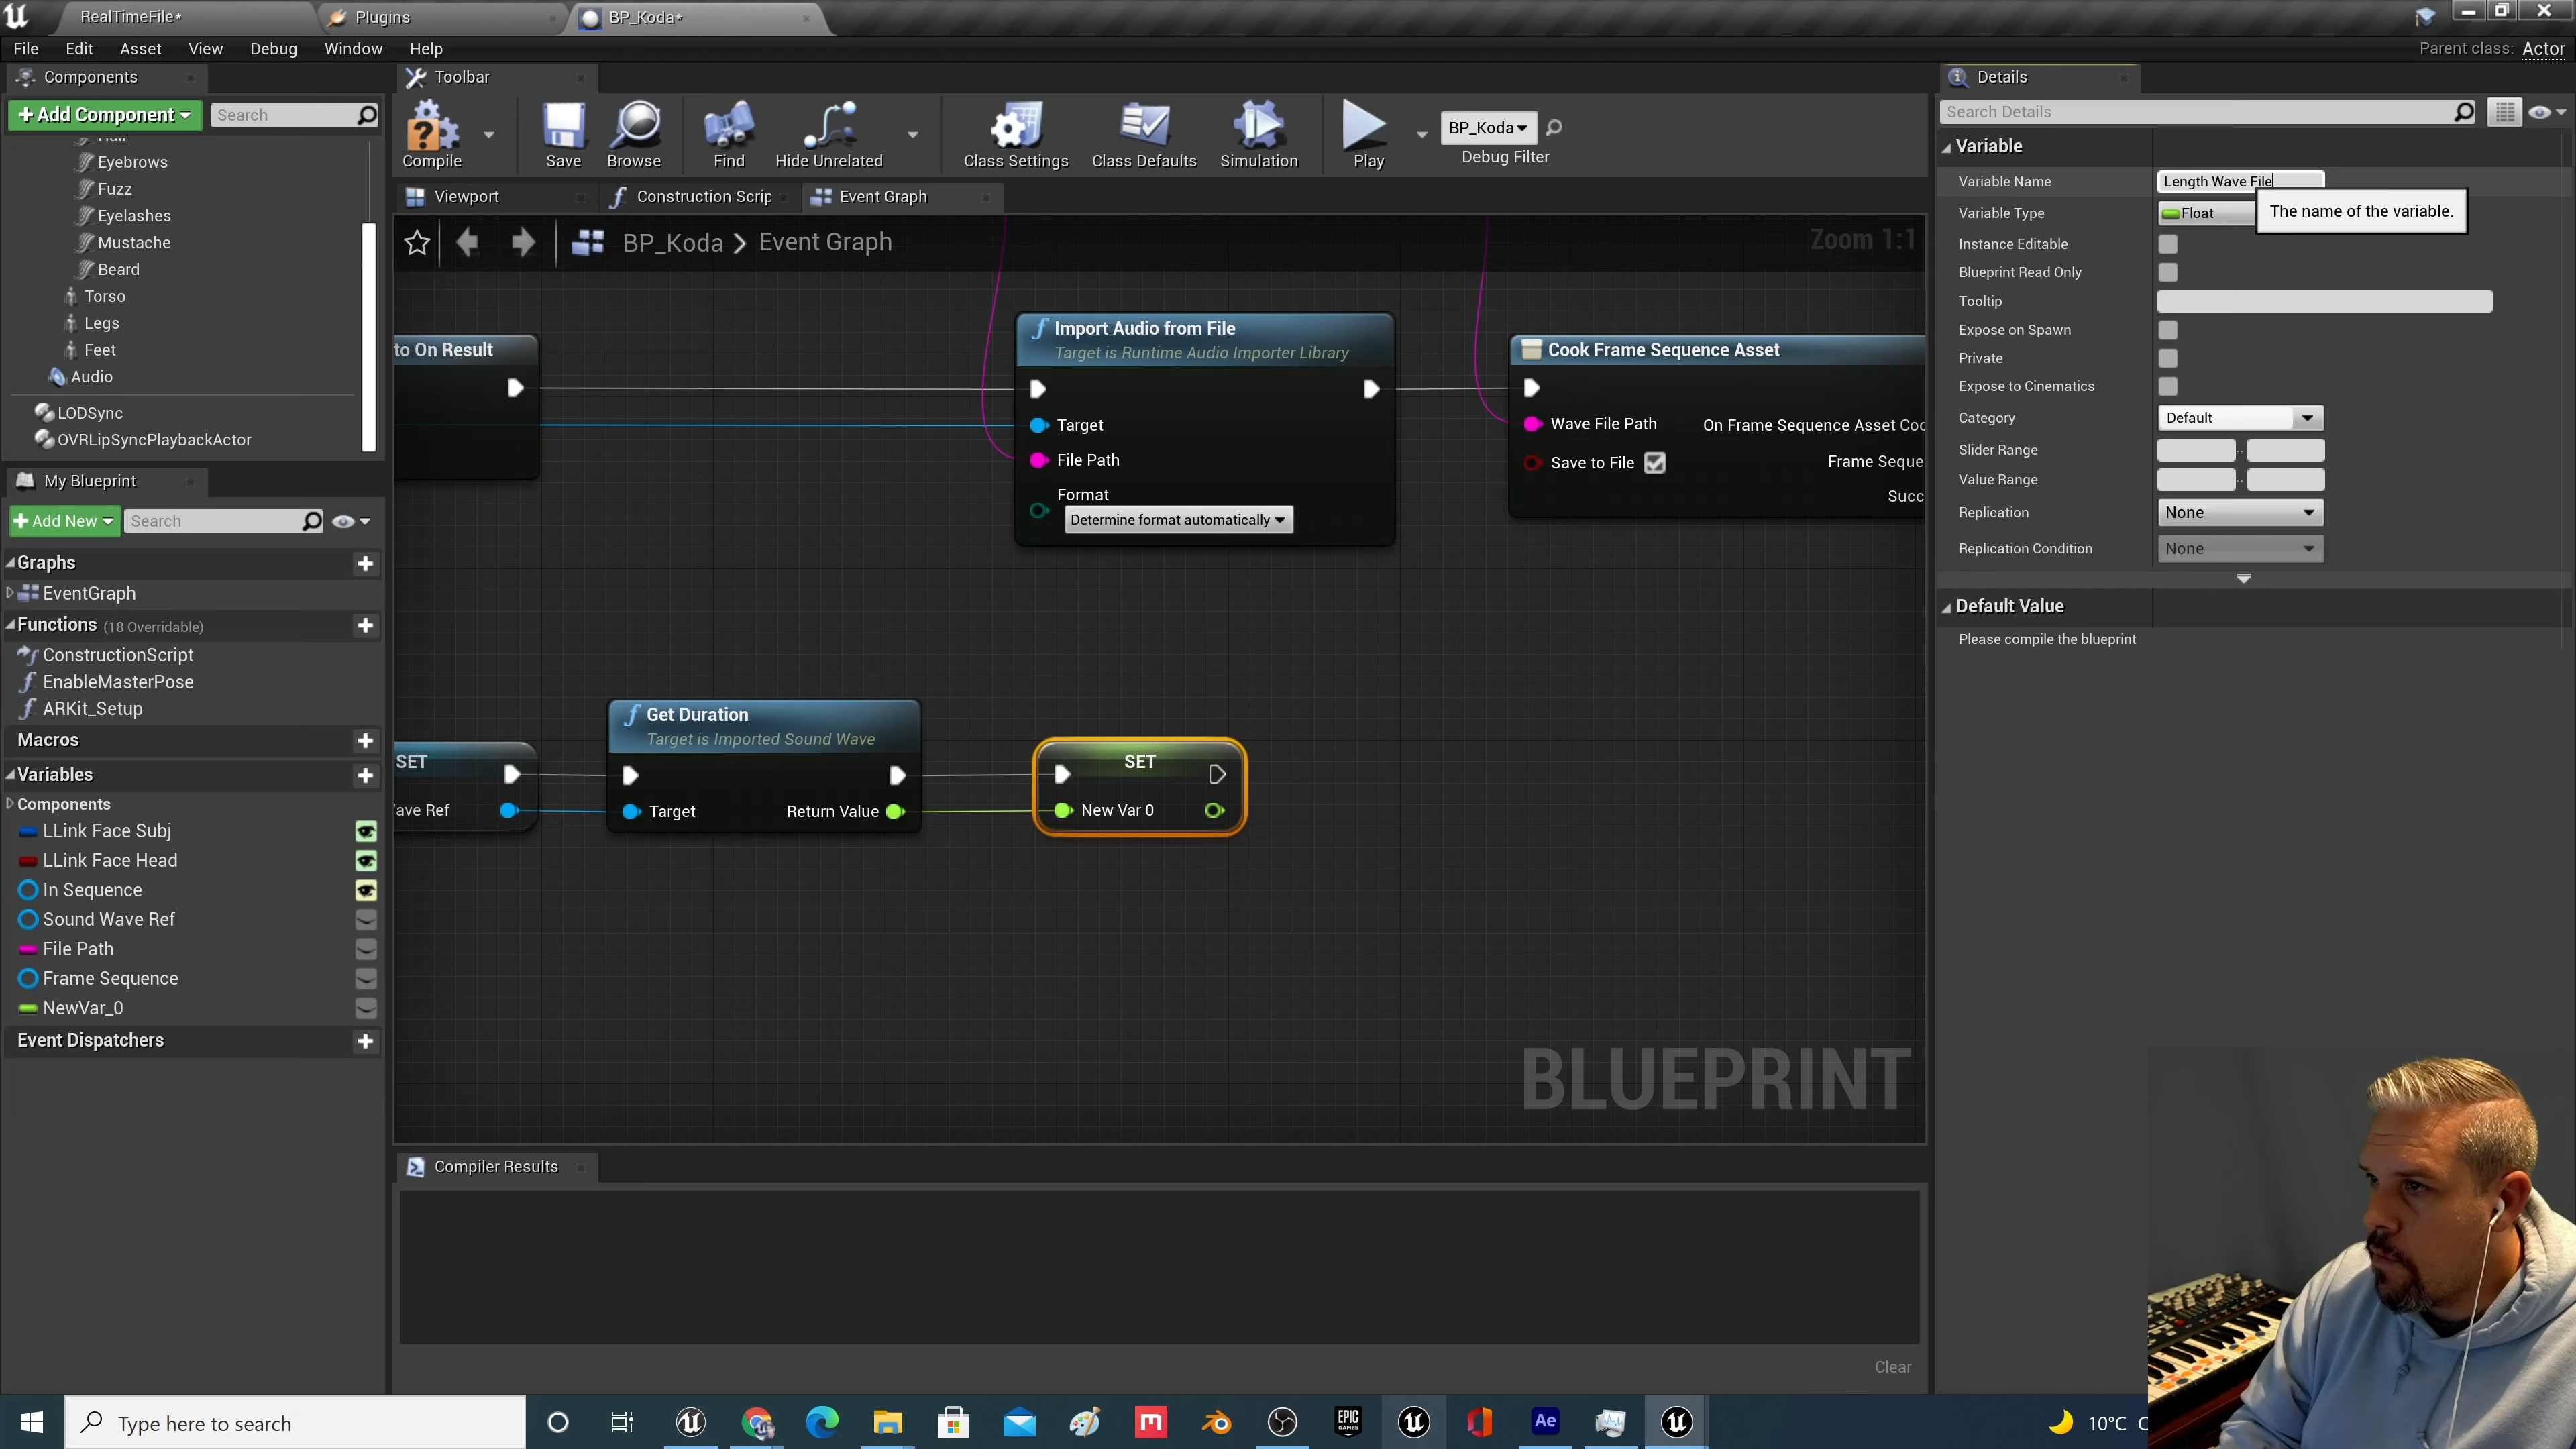 RealTimeFile*
Plugins
BP_Koda*
File Edit Asset View Debug Window Help
Parent class: Actor
Components
Toolbar
Details
+ Add Component
Search
Compile
Save
Browse
Find
Hide Unrelated
Class Settings
Class Defaults
Simulation
Play
BP_Koda
Debug Filter
Search Details
Eyebrows
Fuzz
Eyelashes
Mustache
Beard
Torso
Legs
Feet
Audio
LODSync
OVRLipSyncPlaybackActor
My Blueprint
+ Add New
Search
Graphs
EventGraph
Functions (18 Overridable)
ConstructionScript
EnableMasterPose
ARKit_Setup
Macros
Variables
Components
LLink Face Subj
LLink Face Head
In Sequence
Sound Wave Ref
File Path
Frame Sequence
NewVar_0
Event Dispatchers
Viewport
Construction Scrip
Event Graph
BP_Koda > Event Graph
Zoom 1:1
to On Result
Import Audio from File
Target is Runtime Audio Importer Library
Target
File Path
Format
Determine format automatically
Cook Frame Sequence Asset
Wave File Path
On Frame Sequence Asset Coo
Save to File
Frame Seque
Succ
SET
ave Ref
Get Duration
Target is Imported Sound Wave
Target
Return Value
SET
New Var 0
BLUEPRINT
Compiler Results
Clear
Variable
Variable Name
Length Wave File
The name of the variable.
Variable Type
Float
Instance Editable
Blueprint Read Only
Tooltip
Expose on Spawn
Private
Expose to Cinematics
Category
Default
Slider Range
Value Range
Replication
None
Replication Condition
None
Default Value
Please compile the blueprint
Type here to search
EPIC
GAMES
Ae
10°C